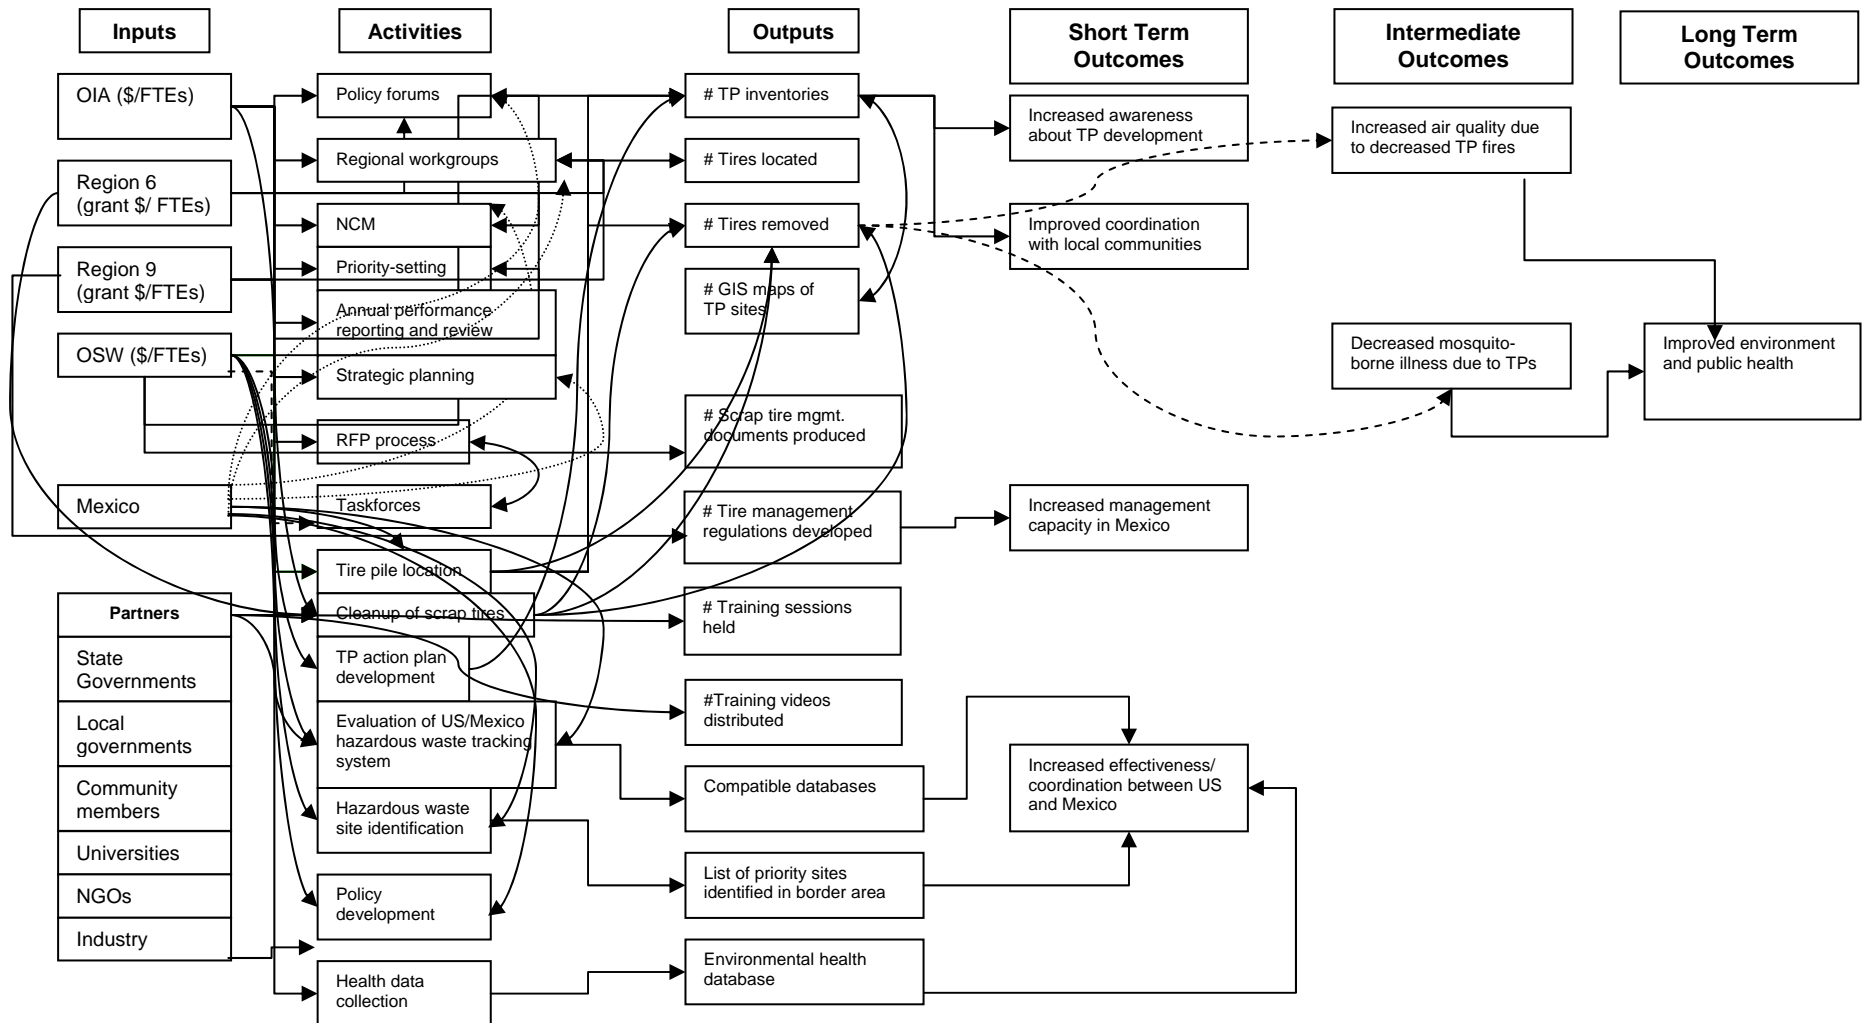 Inputs
Activities
Outputs
Short Term
Outcomes
Intermediate
Outcomes
Long Term
Outcomes
OIA ($/FTEs)
Region 6
(grant $/ FTEs)
Region 9
(grant $/FTEs)
OSW ($/FTEs)
Mexico
Partners
State
Governments
Local
governments
Community
members
Universities
NGOs
Industry
Policy forums
Regional workgroups
NCM
Priority-setting
Annual performance
reporting and review
Strategic planning
RFP process
Taskforces
Tire pile location
Cleanup of scrap tires
TP action plan
development
Evaluation of US/Mexico
hazardous waste tracking
system
Hazardous waste
site identification
Policy
development
Health data
collection
# TP inventories
# Tires located
# Tires removed
# GIS maps of
TP sites
# Scrap tire mgmt.
documents produced
# Tire management
regulations developed
# Training sessions
held
#Training videos
distributed
Compatible databases
List of priority sites
identified in border area
Environmental health
database
Increased awareness
about TP development
Improved coordination
with local communities
Increased management
capacity in Mexico
Increased effectiveness/
coordination between US
and Mexico
Increased air quality due
to decreased TP fires
Decreased mosquito-
borne illness due to TPs
Improved environment
and public health